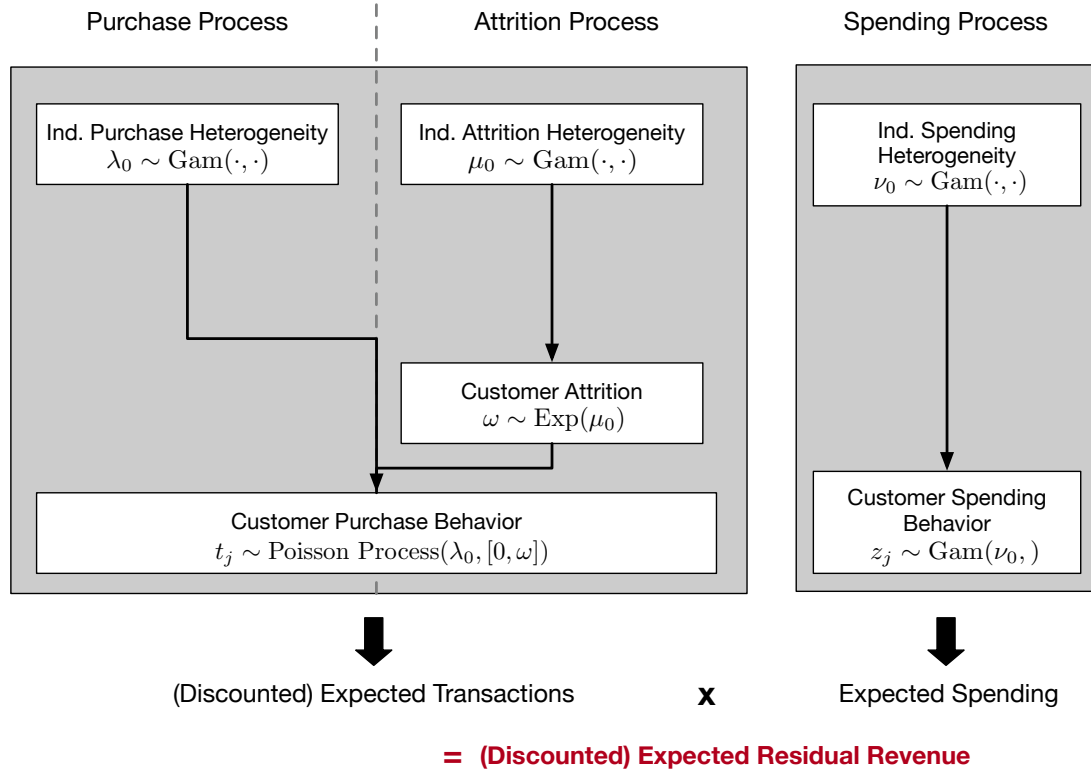 Purchase Process
Attrition Process
Spending Process
Ind. Purchase Heterogeneity
λ₀ ∼ Gam(·, ·)
Ind. Attrition Heterogeneity
μ₀ ∼ Gam(·, ·)
Ind. Spending
Heterogeneity
ν₀ ∼ Gam(·, ·)
Customer Attrition
ω ∼ Exp(μ₀)
Customer Purchase Behavior
t_j ∼ Poisson Process(λ₀, [0, ω])
Customer Spending
Behavior
z_j ∼ Gam(ν₀, )
(Discounted) Expected Transactions x Expected Spending
= (Discounted) Expected Residual Revenue